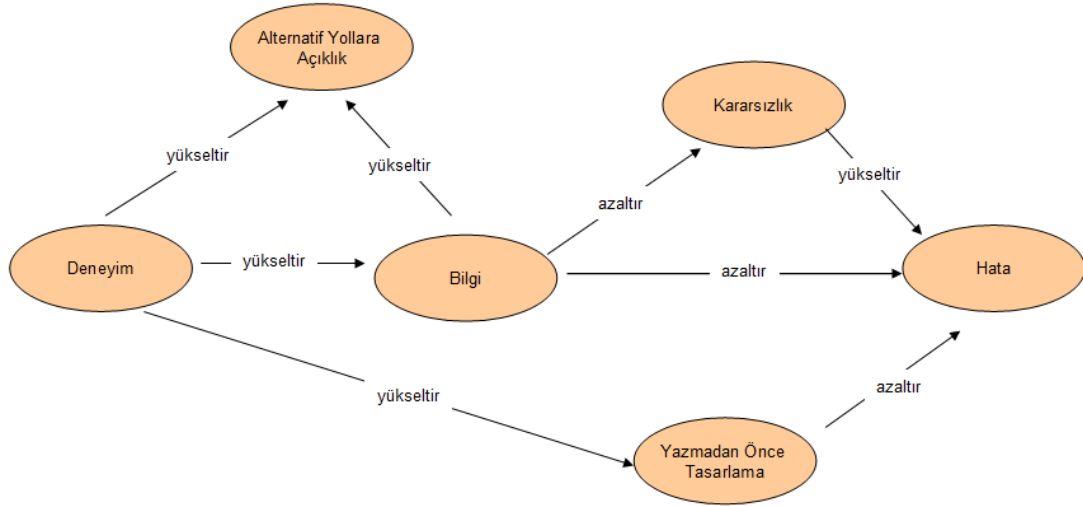 Alternatif Yollara
Açıklık
Kararsızlık
yükseltir
yükseltir
yükseltir
azaltır
Deneyim
yükseltir
Bilgi
azaltır
Hata
yükseltir
azaltır
Yazmadan Önce
Tasarlama